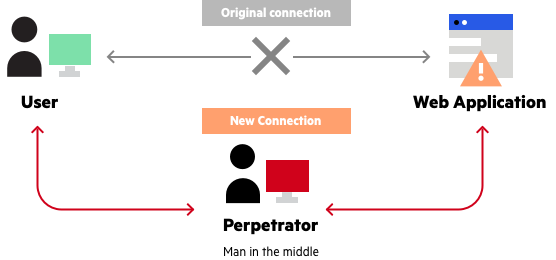 Original connection
User
Web Application
New Connection
Perpetrator
Man in the middle